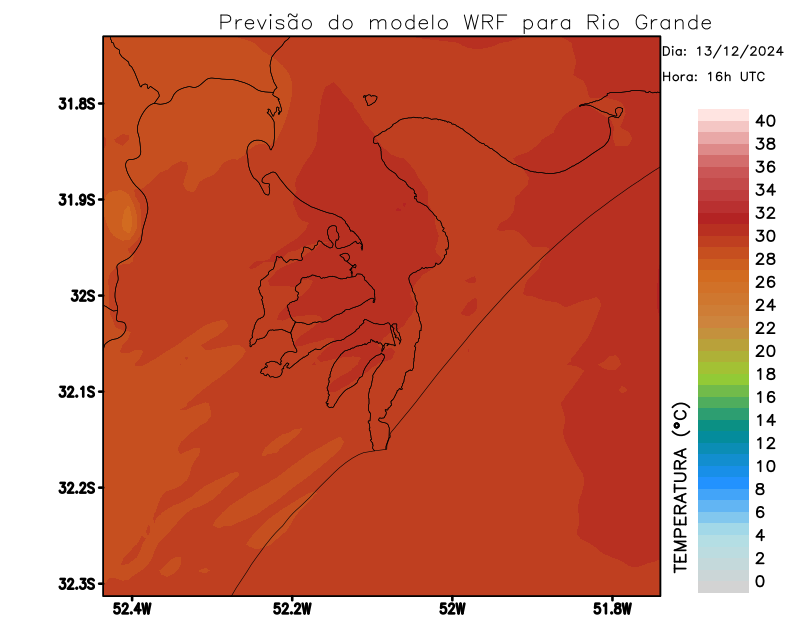 Previsão do modelo WRF para Rio Grande
Dia: 13/12/2024
Hora: 16h UTC
31.8S
31.9S
32S
32.1S
32.2S
32.3S
52.4W
52.2W
52W
51.8W
TEMPERATURA (°C)
40
38
36
34
32
30
28
26
24
22
20
18
16
14
12
10
8
6
4
2
0